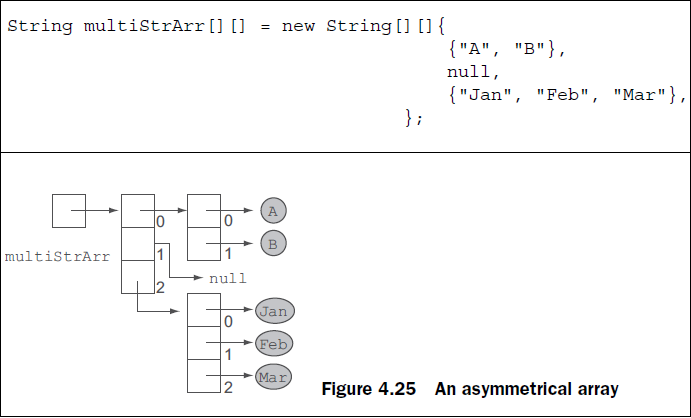 String multiStrArr[][] = new String[][]{
{"A", "B"},
null,
{"Jan", "Feb", "Mar"},
};
A
0
0
B
multiStrArr
1
1
null
2
Jan
0
Feb
1
Mar
2
Figure 4.25 An asymmetrical array